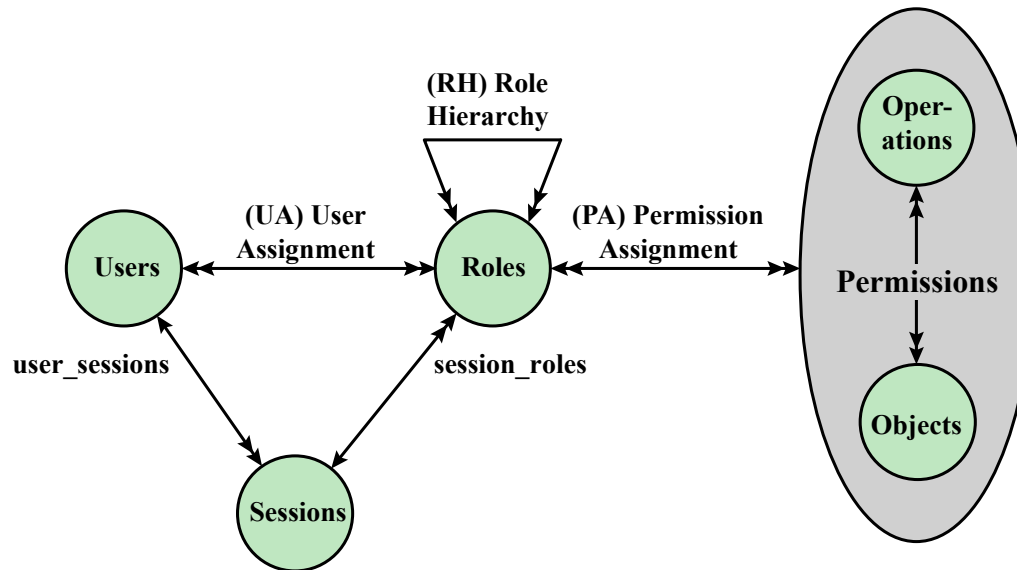 (RH) Role
Hierarchy
Oper-
ations
(UA) User
Assignment
(PA) Permission
Assignment
Users
Roles
Permissions
user_sessions
session_roles
Objects
Sessions